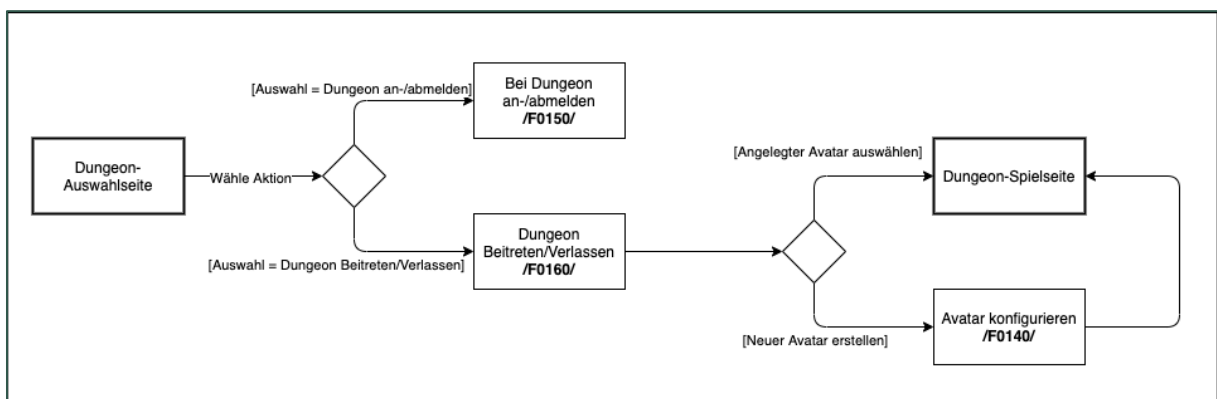 [Auswahl = Dungeon an-/abmelden]
Bei Dungeon
an-/abmelden
/F0150/
Dungeon-
Auswahlseite
Wähle Aktion
[Auswahl = Dungeon Beitreten/Verlassen]
Dungeon
Beitreten/Verlassen
/F0160/
[Angelegter Avatar auswählen]
Dungeon-Spielseite
[Neuer Avatar erstellen]
Avatar konfigurieren
/F0140/